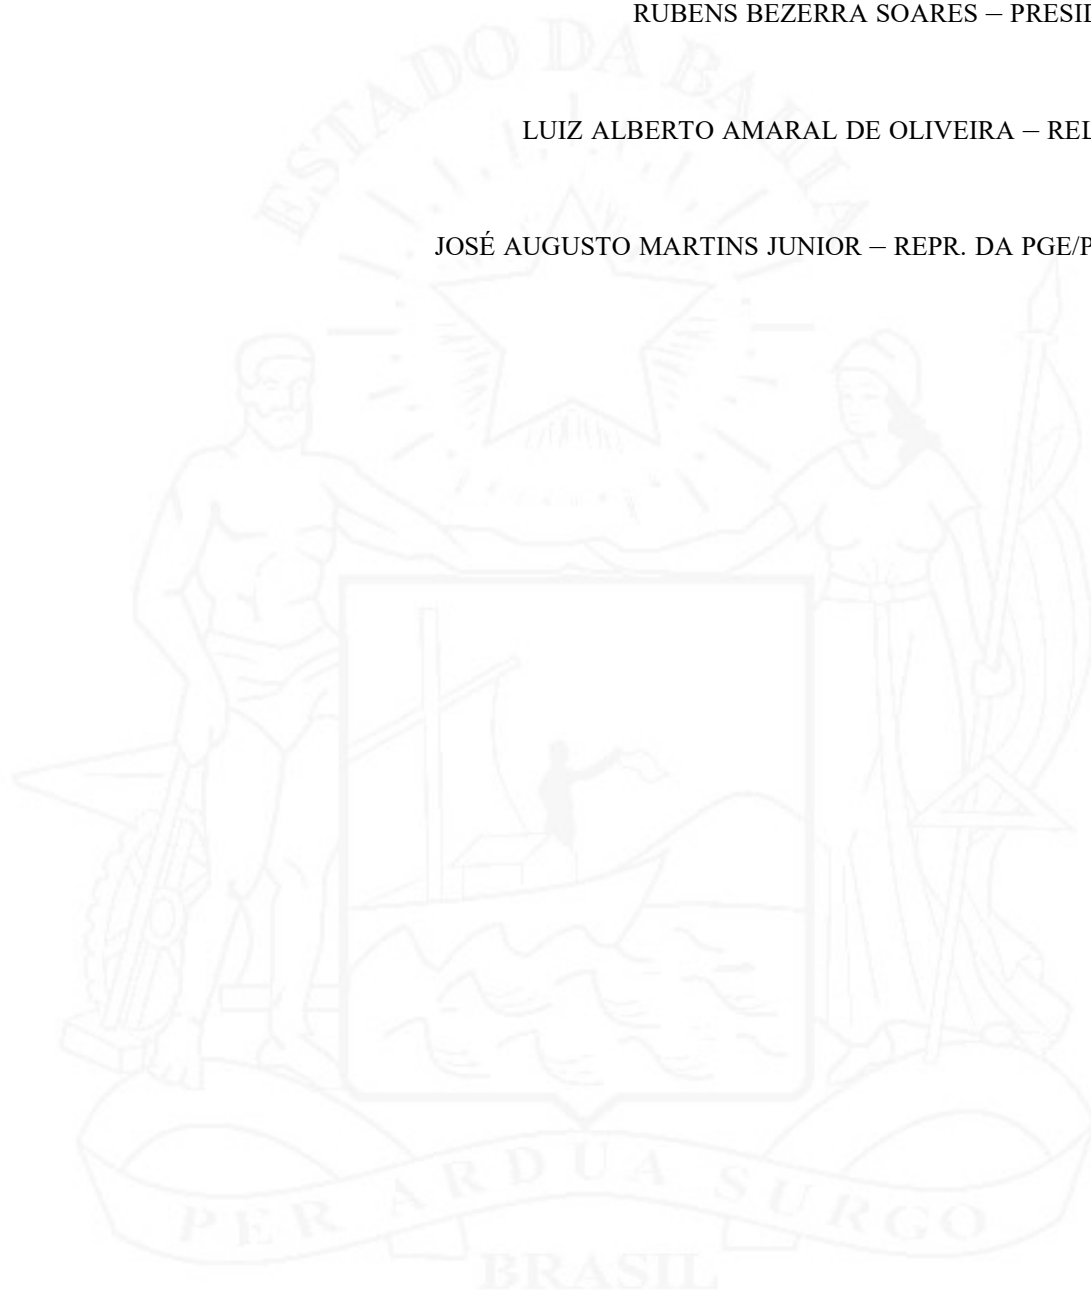 RUBENS BEZERRA SOARES – PRESID
LUIZ ALBERTO AMARAL DE OLIVEIRA – REL
JOSÉ AUGUSTO MARTINS JUNIOR – REPR. DA PGE/P
ESTADO DA BAHIA
PER ARDUA SURGO
BRASIL